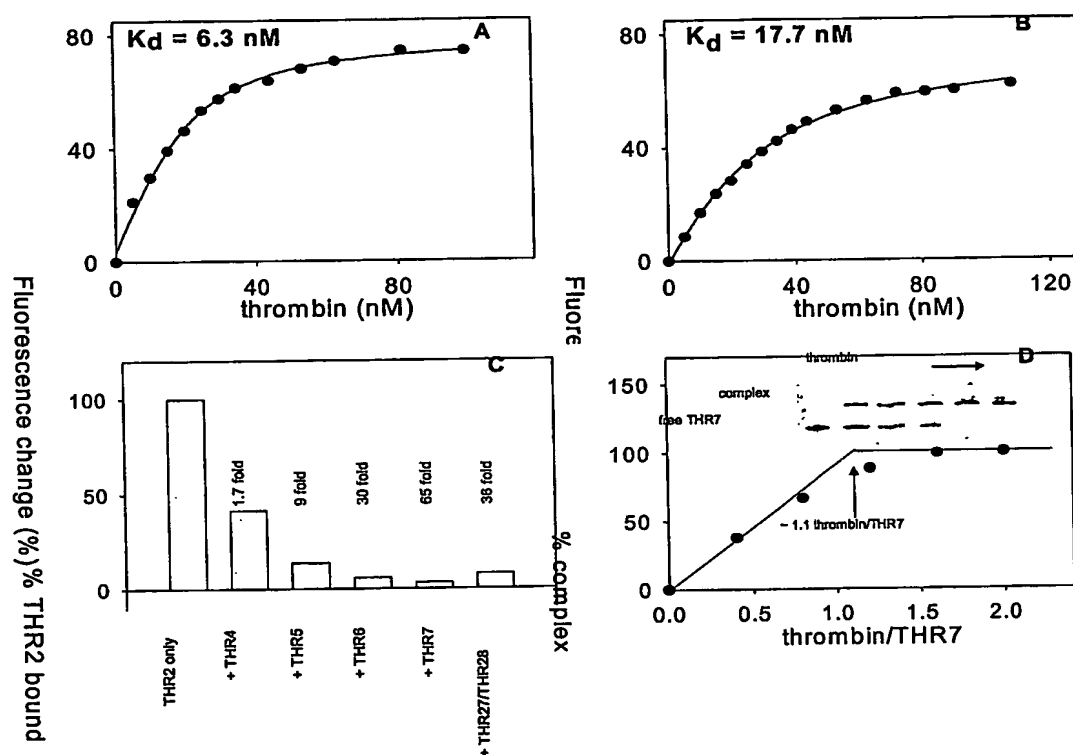 80
Kd = 6.3 nM
A
40
0
0
40
80
thrombin (nM)
80
Kd = 17.7 nM
B
40
0
0
40
80
120
thrombin (nM)
Fluorescence change (%)
% THR2 bound
Fluore
% complex
C
100
50
0
1.7 fold
9 fold
30 fold
65 fold
THR2 only
+ THR4
+ THR5
+ THR6
+ THR7
+ THR27/THR28
D
150
100
50
0
thrombin
complex
free THR7
~ 1.1 thrombin/THR7
0.0
0.5
1.0
1.5
2.0
thrombin/THR7